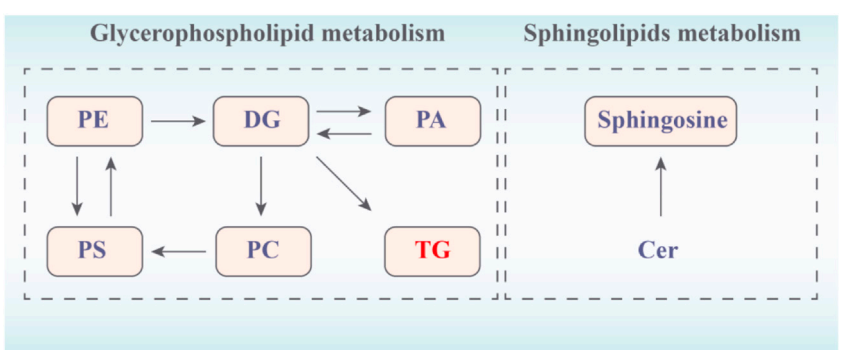 Glycerophospholipid metabolism
Sphingolipids metabolism
PE
DG
PA
Sphingosine
PS
PC
TG
Cer